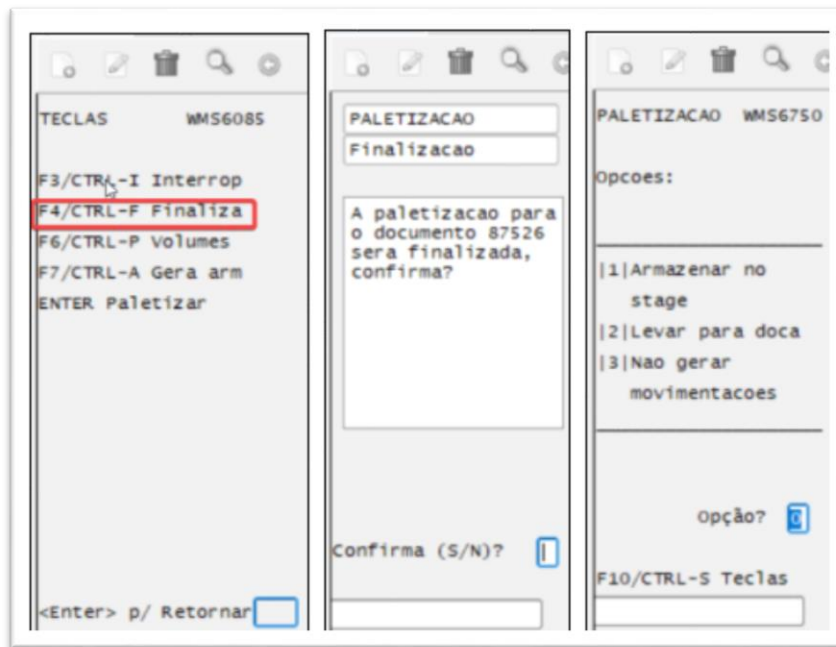 TECLAS WMS6085
F3/CTRL-I Interrop
F4/CTRL-F Finaliza
F6/CTRL-P Volumes
F7/CTRL-A Gera arm
ENTER Paletizar
<Enter> p/ Retornar
PALETIZACAO
Finalizacao
A paletizacao para
o documento 87526
sera finalizada,
confirma?
Confirma (S/N)?
PALETIZACAO WMS6750
Opcoes:
|1|Armazenar no
stage
|2|Levar para doca
|3|Nao gerar
movimentacoes
Opção? 0
F10/CTRL-S Teclas